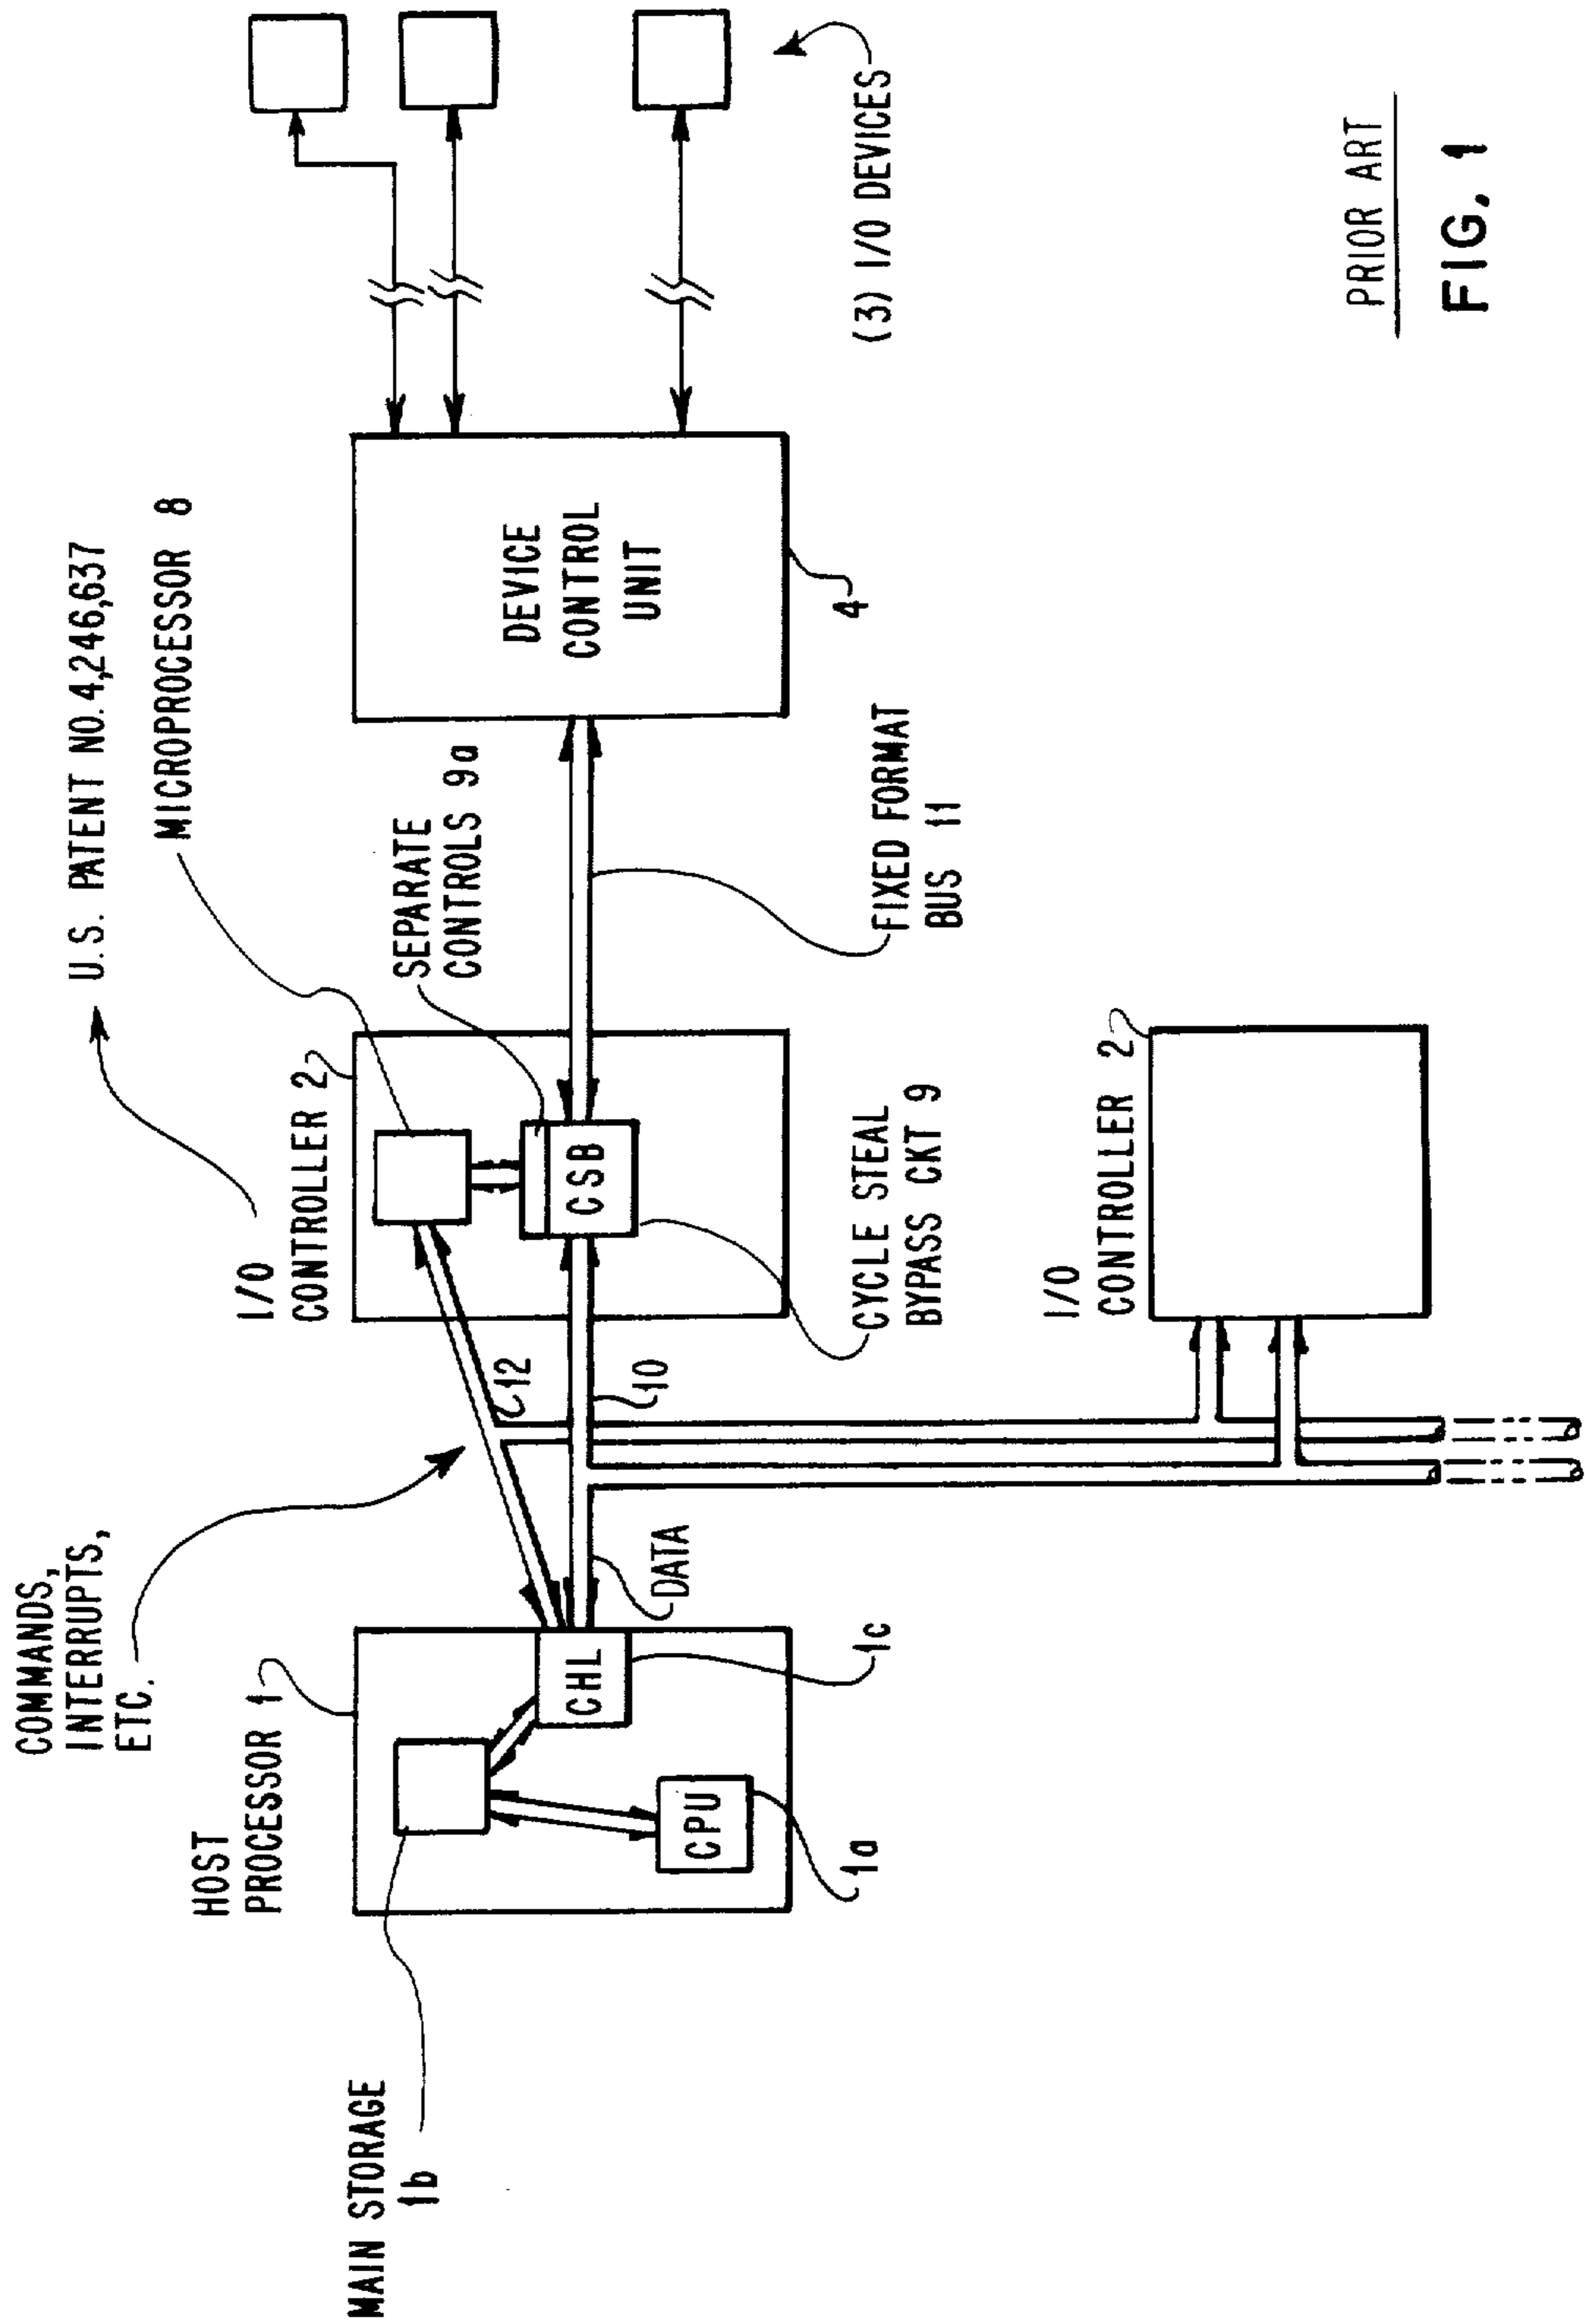 COMMANDS,
INTERRUPTS,
ETC.
U.S. PATENT NO. 4,246,637
MICROPROCESSOR 8
HOST
PROCESSOR 1
I/O
CONTROLLER 2
SEPARATE
CONTROLS 9a
MAIN STORAGE
1b
CHL
CPU
1a
1c
DATA
12
10
CSB
CYCLE STEAL
BYPASS CKT 9
FIXED FORMAT
BUS 11
DEVICE
CONTROL
UNIT
4
(3) I/O DEVICES
I/O
CONTROLLER 2
PRIOR ART
FIG. 1